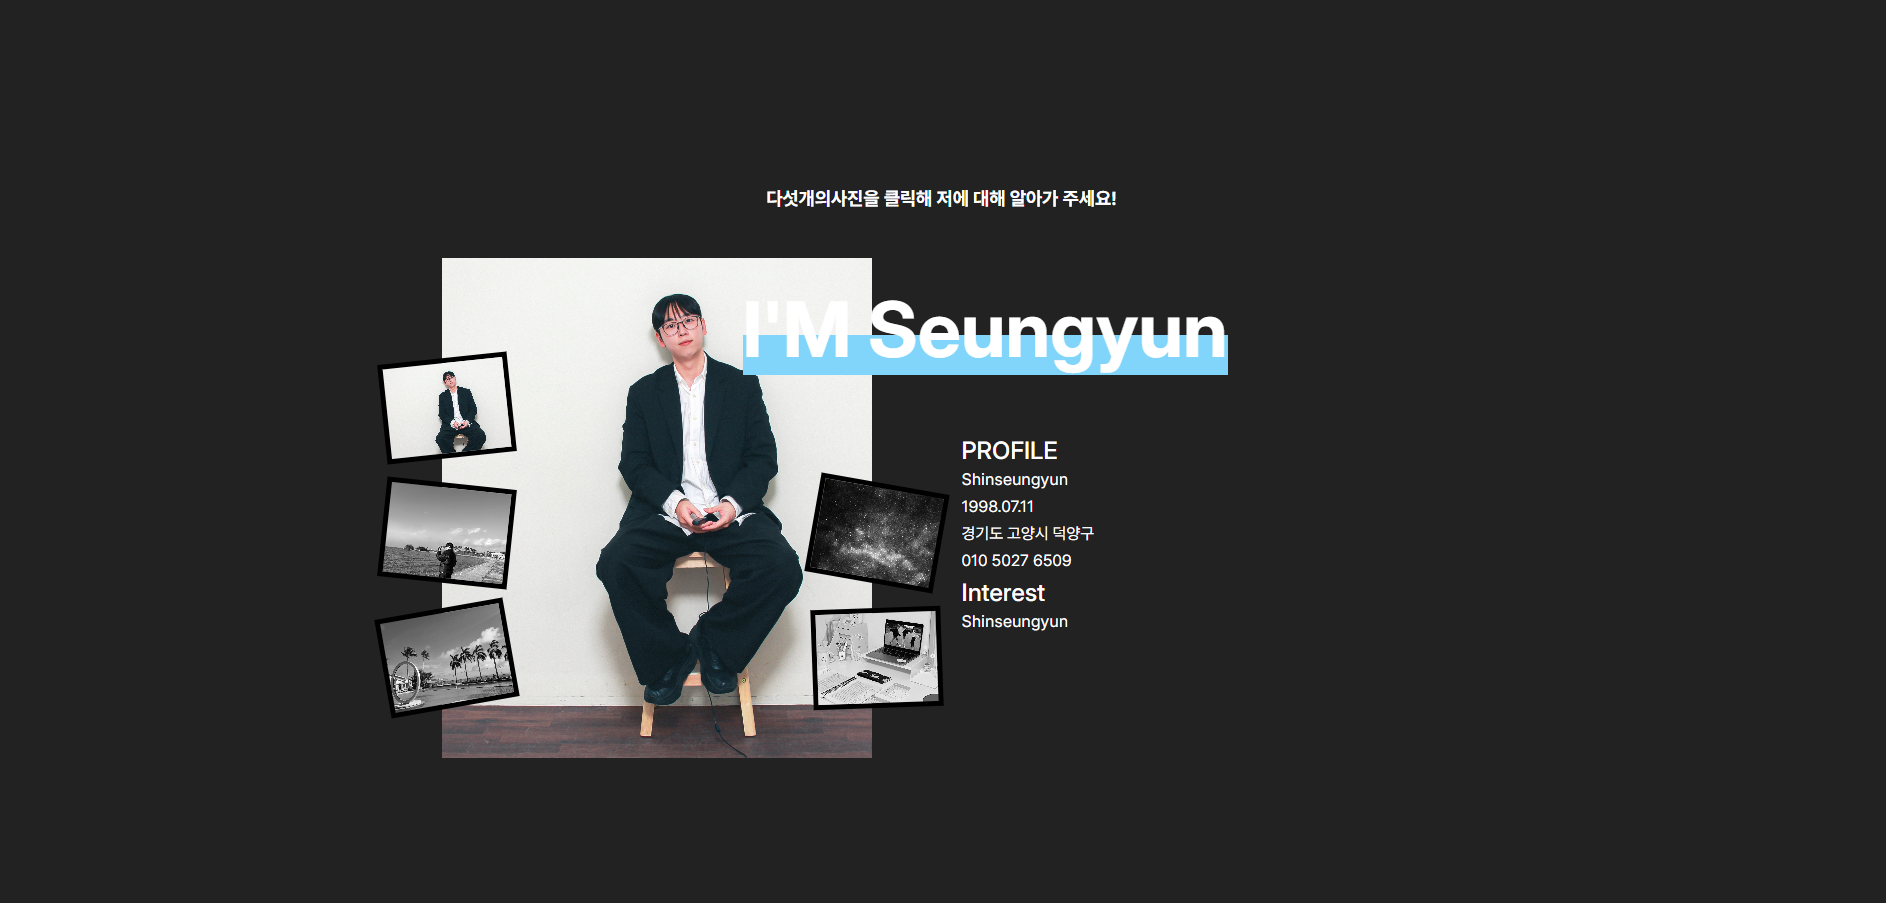 다섯개의사진을 클릭해 저에 대해 알아가 주세요!
I'M Seungyun
PROFILE
Shinseungyun
1998.07.11
경기도 고양시 덕양구
010 5027 6509
Interest
Shinseungyun